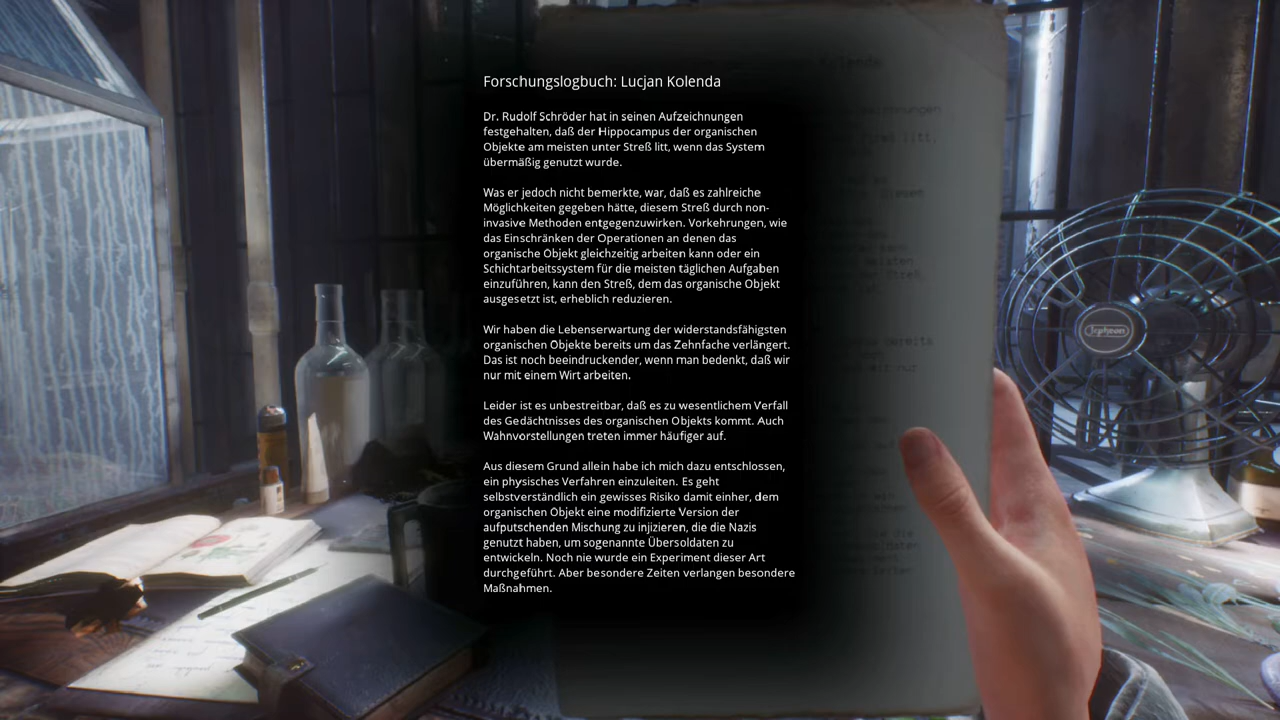 Forschungslogbuch: Lucjan Kolenda
Dr. Rudolf Schröder hat in seinen Aufzeichnungen
festgehalten, daß der Hippocampus der organischen
Objekte am meisten unter Streß litt, wenn das System
übermäßig genutzt wurde.
Was er jedoch nicht bemerkte, war, daß es zahlreiche
Möglichkeiten gegeben hätte, diesem Streß durch non-
invasive Methoden entgegenzuwirken. Vorkehrungen, wie
das Einschränken der Operationen an denen das
organische Objekt gleichzeitig arbeiten kann oder ein
Schichtarbeitssystem für die meisten täglichen Aufgaben
einzuführen, kann den Streß, dem das organische Objekt
ausgesetzt ist, erheblich reduzieren.
Wir haben die Lebenserwartung der widerstandsfähigsten
organischen Objekte bereits um das Zehnfache verlängert.
Das ist noch beeindruckender, wenn man bedenkt, daß wir
nur mit einem Wirt arbeiten.
Leider ist es unbestreitbar, daß es zu wesentlichem Verfall
des Gedächtnisses des organischen Objekts kommt. Auch
Wahnvorstellungen treten immer häufiger auf.
Aus diesem Grund allein habe ich mich dazu entschlossen,
ein physisches Verfahren einzuleiten. Es geht
selbstverständlich ein gewisses Risiko damit einher, dem
organischen Objekt eine modifizierte Version der
aufputschenden Mischung zu injizieren, die die Nazis
genutzt haben, um sogenannte Übersoldaten zu
entwickeln. Noch nie wurde ein Experiment dieser Art
durchgeführt. Aber besondere Zeiten verlangen besondere
Maßnahmen.